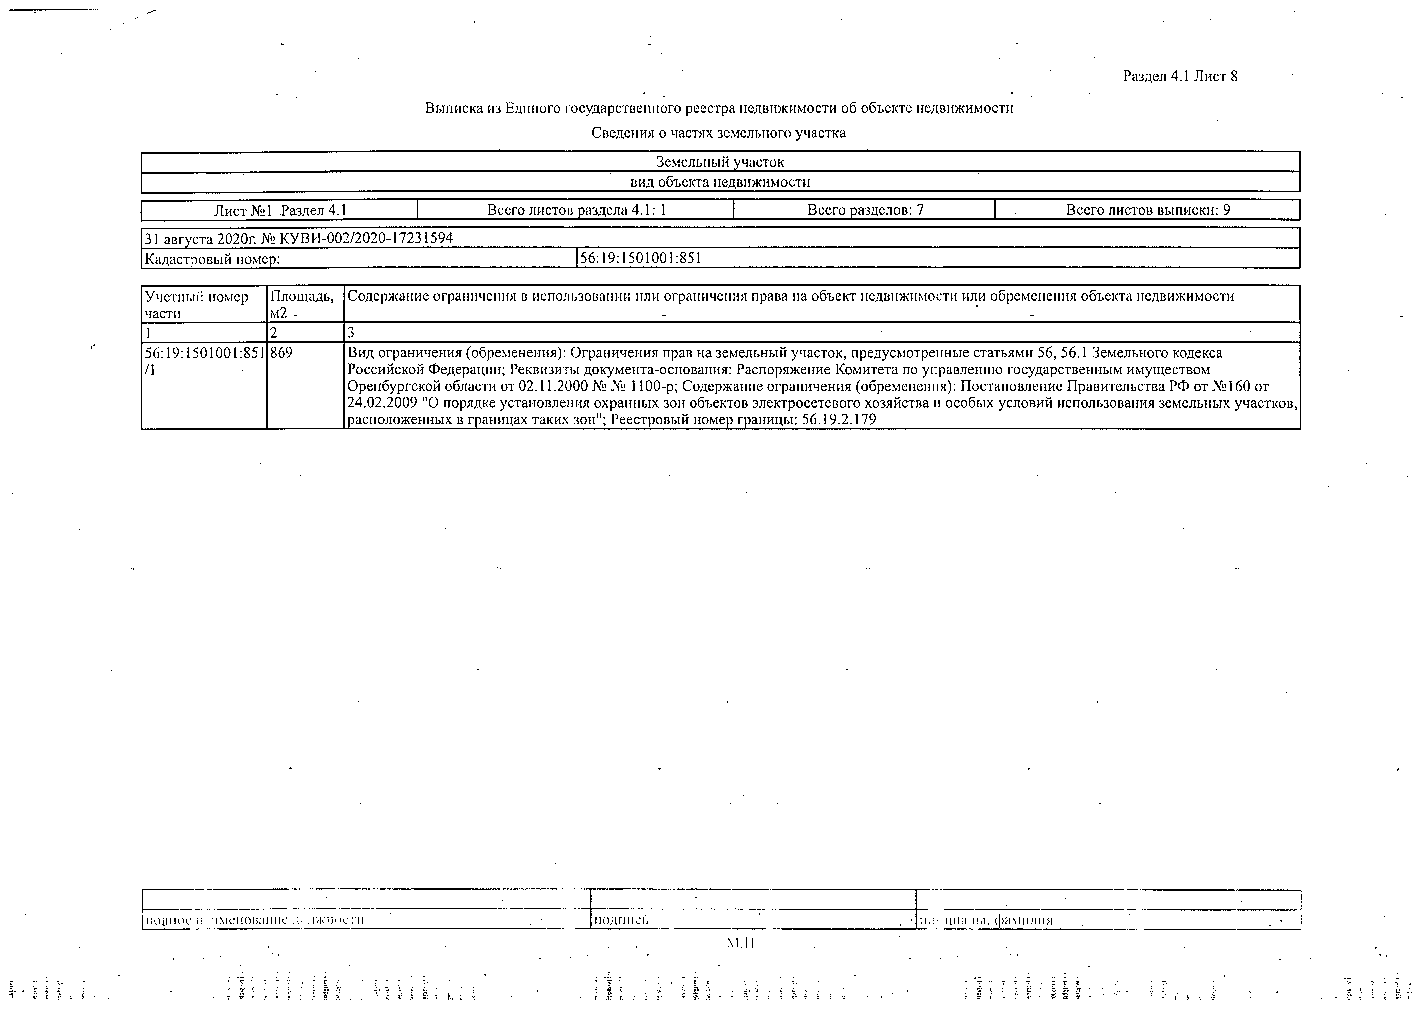 Раздел 4.1 Лист 8
Выписка из Единого государственного реестра недвижимости об объекте недвижимости
Сведения о частях земельного участка
Земельный участок
вид объекта недвижимости
Лист №1 Раздел 4.1 Всего листов раздела 4.1: 1 Всего разделов: 7 Всего листов выписки: 9
31 августа 2020г. № КУВИ-002/2020-17231594
Кадастровый номер: 56:19:1501001:851
Учетный номер части Площадь, м2 Содержание ограничения в использовании или ограничения права на объект недвижимости или обременения объекта недвижимости
1 2 3
56:19:1501001:851/1 869 Вид ограничения (обременения): Ограничения прав на земельный участок, предусмотренные статьями 56, 56.1 Земельного кодекса
Российской Федерации; Реквизиты документа-основания: Распоряжение Комитета по управлению государственным имуществом
Оренбургской области от 02.11.2000 № № 1100-р; Содержание ограничения (обременения): Постановление Правительства РФ от №160 от
24.02.2009 "О порядке установления охранных зон объектов электросетевого хозяйства и особых условий использования земельных участков,
расположенных в границах таких зон"; Реестровый номер границы: 56.19.2.179
полное наименование должности подпись инициалы, фамилия
М.П